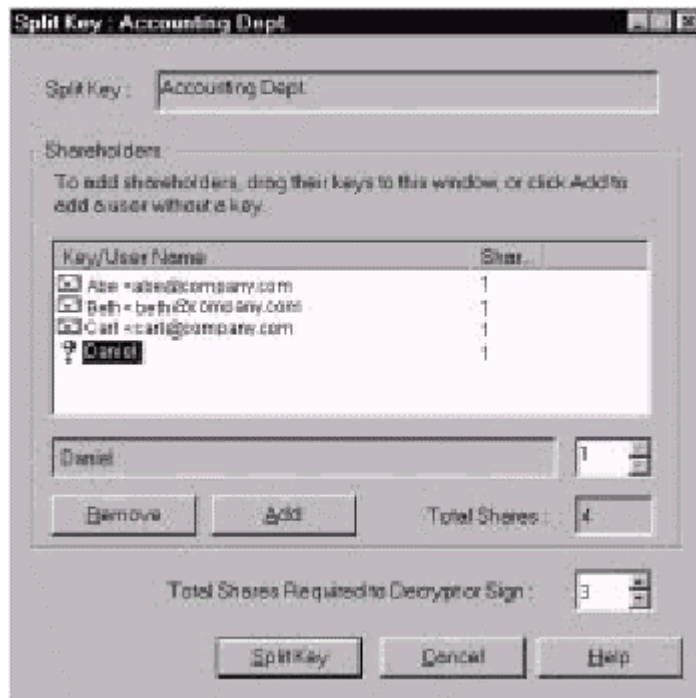 Split Key : Accounting Dept.
Split Key : Accounting Dept.
Shareholders
To add shareholders, drag their keys to this window, or click Add to
add a user without a key.
Key/User Name Shar...
Abe <abe@company.com 1
Beth <beth@company.com 1
Carl <carl@company.com 1
Daniel 1
Daniel 1
Remove Add Total Shares : 4
Total Shares Required to Decrypt or Sign : 3
Split Key Cancel Help